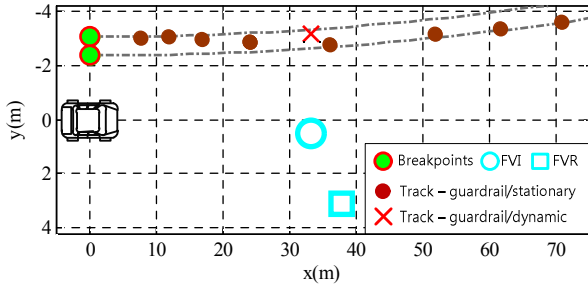 -4
-2
0
2
4
y(m)
0 10 20 30 40 50 60 70
x(m)
Breakpoints FVI FVR
Track – guardrail/stationary
Track – guardrail/dynamic